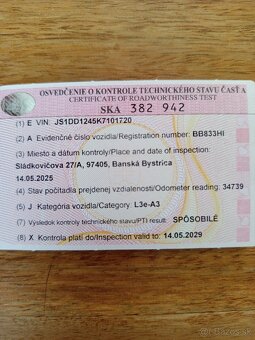 OSVEDČENIE O KONTROLE TECHNICKÉHO STAVU ČASŤ A
CERTIFICATE OF ROADWORTHINESS TEST
SKA 382 942
(1) E VIN: JS1DD1245K7101720
(2) A Evidenčné číslo vozidla/Registration number: BB833HI
(3) Miesto a dátum kontroly/Place and date of inspection:
Sládkovičova 27/A, 97405, Banská Bystrica
14.05.2025
(4) Stav počítadla prejdenej vzdialenosti/Odometer reading: 34739
(5) J Kategória vozidla/Category: L3e-A3
(7) Výsledok kontroly technického stavu/PTI result: SPÔSOBILÉ
(8) X Kontrola platí do/Inspection valid to: 14.05.2029